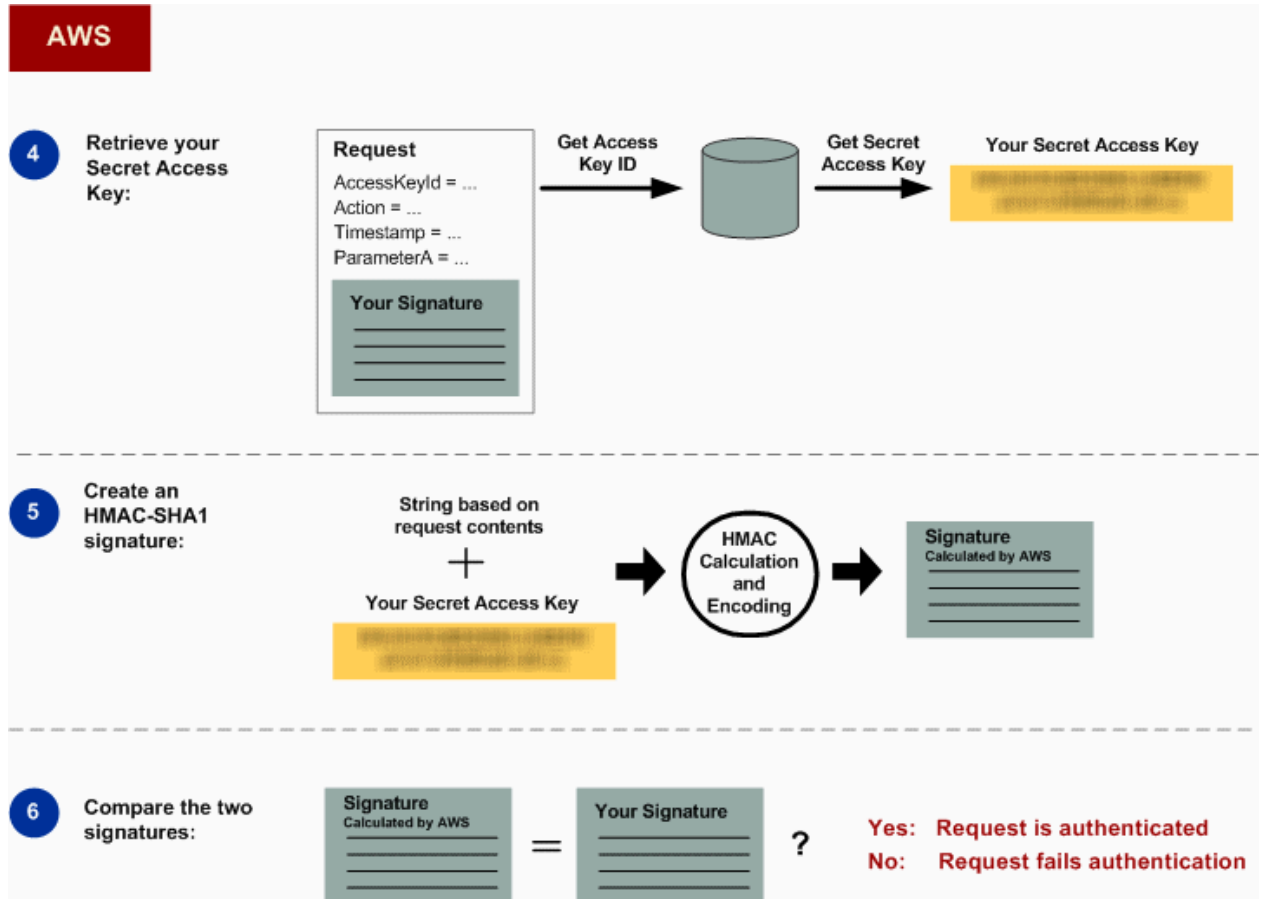 AWS
4
Retrieve your
Secret Access
Key:
Request
AccessKeyId = ...
Action = ...
Timestamp = ...
ParameterA = ...
Your Signature
Get Access
Key ID
Get Secret
Access Key
Your Secret Access Key
5
Create an
HMAC-SHA1
signature:
String based on
request contents
+
Your Secret Access Key
HMAC
Calculation
and
Encoding
Signature
Calculated by AWS
6
Compare the two
signatures:
Signature
Calculated by AWS
=
Your Signature
?
Yes: Request is authenticated
No: Request fails authentication